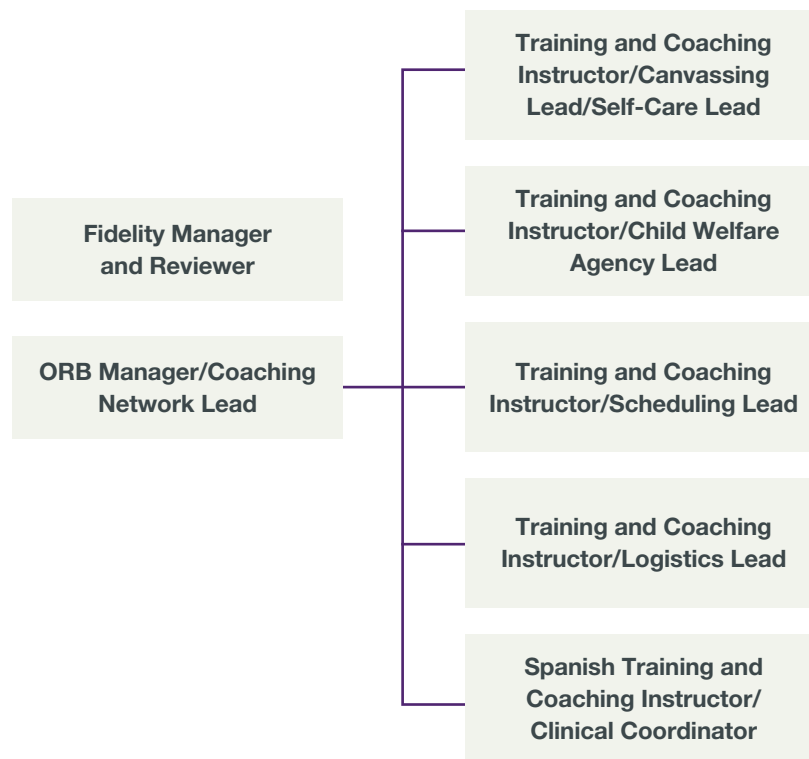 Fidelity Manager
and Reviewer
ORB Manager/Coaching
Network Lead
Training and Coaching
Instructor/Canvassing
Lead/Self-Care Lead
Training and Coaching
Instructor/Child Welfare
Agency Lead
Training and Coaching
Instructor/Scheduling Lead
Training and Coaching
Instructor/Logistics Lead
Spanish Training and
Coaching Instructor/
Clinical Coordinator